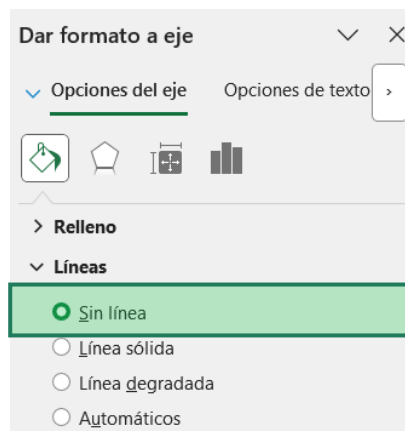 Dar formato a eje
Opciones del eje Opciones de texto
Relleno
Líneas
Sin línea
Línea sólida
Línea degradada
Automáticos